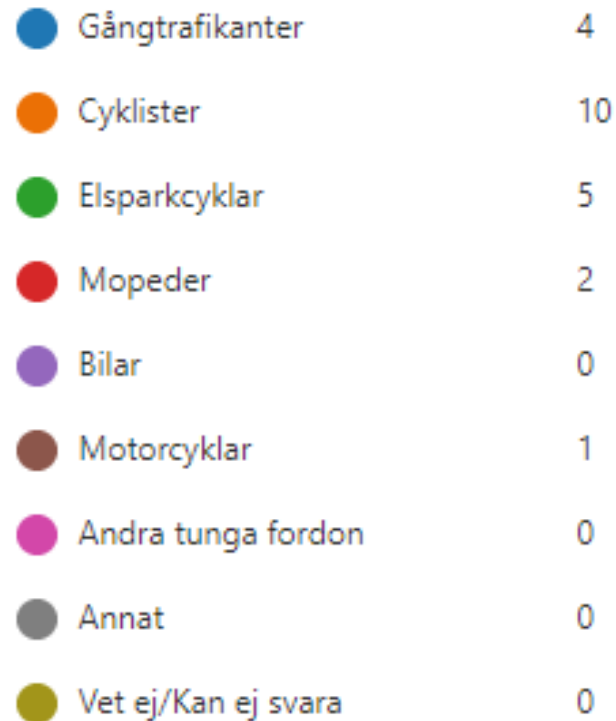 Gångtrafikanter 4
Cyklister 10
Elsparkcyklar 5
Mopeder 2
Bilar 0
Motorcyklar 1
Andra tunga fordon 0
Annat 0
Vet ej/Kan ej svara 0